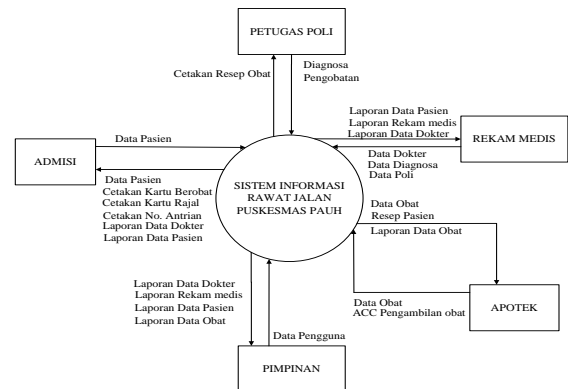 PETUGAS POLI
Cetakan Resep Obat
Diagnosa
Pengobatan
Laporan Data Pasien
Laporan Rekam medis
Laporan Data Dokter
REKAM MEDIS
Data Dokter
Data Diagnosa
Data Poli
ADMISI
Data Pasien
Data Pasien
Cetakan Kartu Berobat
Cetakan Kartu Rajal
Cetakan No. Antrian
Laporan Data Dokter
Laporan Data Pasien
SISTEM INFORMASI
RAWAT JALAN
PUSKESMAS PAUH
Data Obat
Resep Pasien
Laporan Data Obat
Data Obat
ACC Pengambilan obat
APOTEK
Laporan Data Dokter
Laporan Rekam medis
Laporan Data Pasien
Laporan Data Obat
Data Pengguna
PIMPINAN